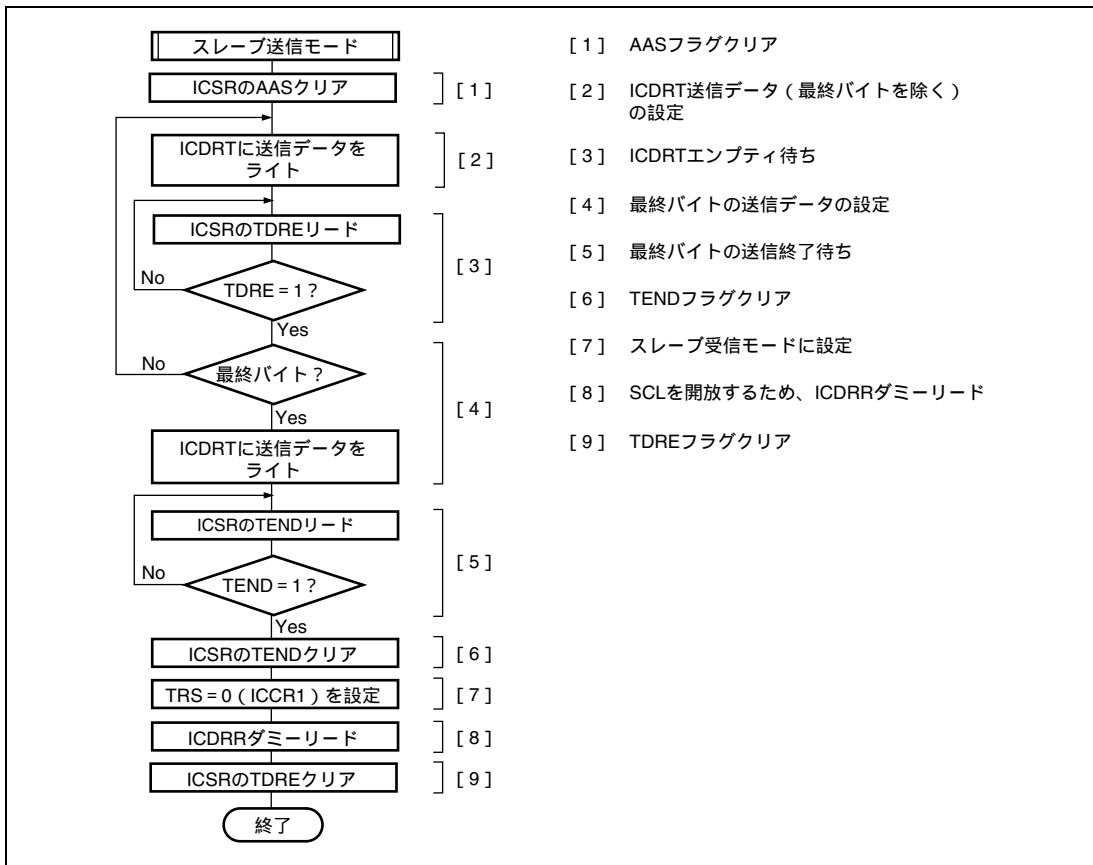 スレーブ送信モード
ICSRのAASクリア
[1]
ICDRTに送信データを
ライト
[2]
ICSRのTDREリード
[3]
No
TDRE=1?
Yes
No
最終バイト?
[4]
Yes
ICDRTに送信データを
ライト
ICSRのTENDリード
[5]
No
TEND=1?
Yes
ICSRのTENDクリア
[6]
TRS=0(ICCR1)を設定
[7]
ICDRRダミーリード
[8]
ICSRのTDREクリア
[9]
終了
[1] AASフラグクリア
[2] ICDRT送信データ(最終バイトを除く)
の設定
[3] ICDRTエンプティ待ち
[4] 最終バイトの送信データの設定
[5] 最終バイトの送信終了待ち
[6] TENDフラグクリア
[7] スレーブ受信モードに設定
[8] SCLを開放するため、ICDRRダミーリード
[9] TDREフラグクリア